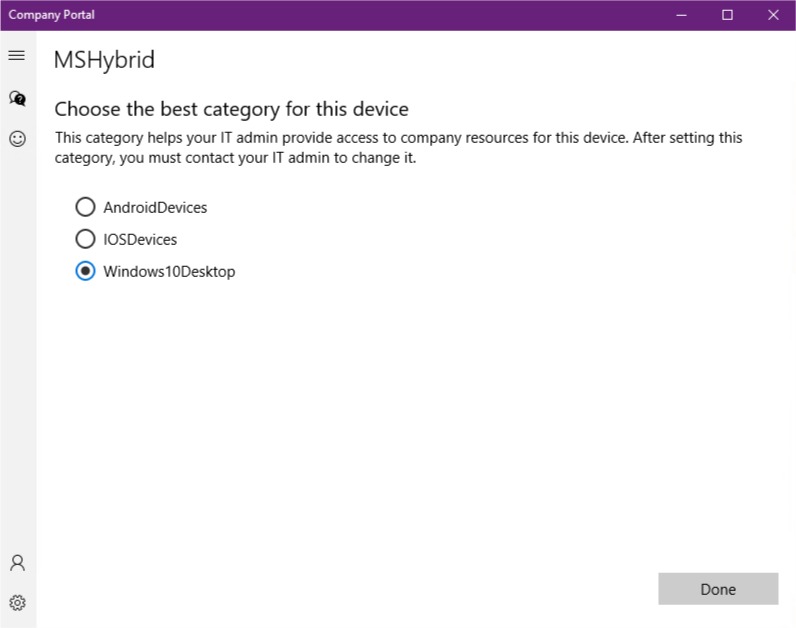 Company Portal
MSHybrid
Choose the best category for this device
This category helps your IT admin provide access to company resources for this device. After setting this
category, you must contact your IT admin to change it.
AndroidDevices
IOSDevices
Windows10Desktop
Done